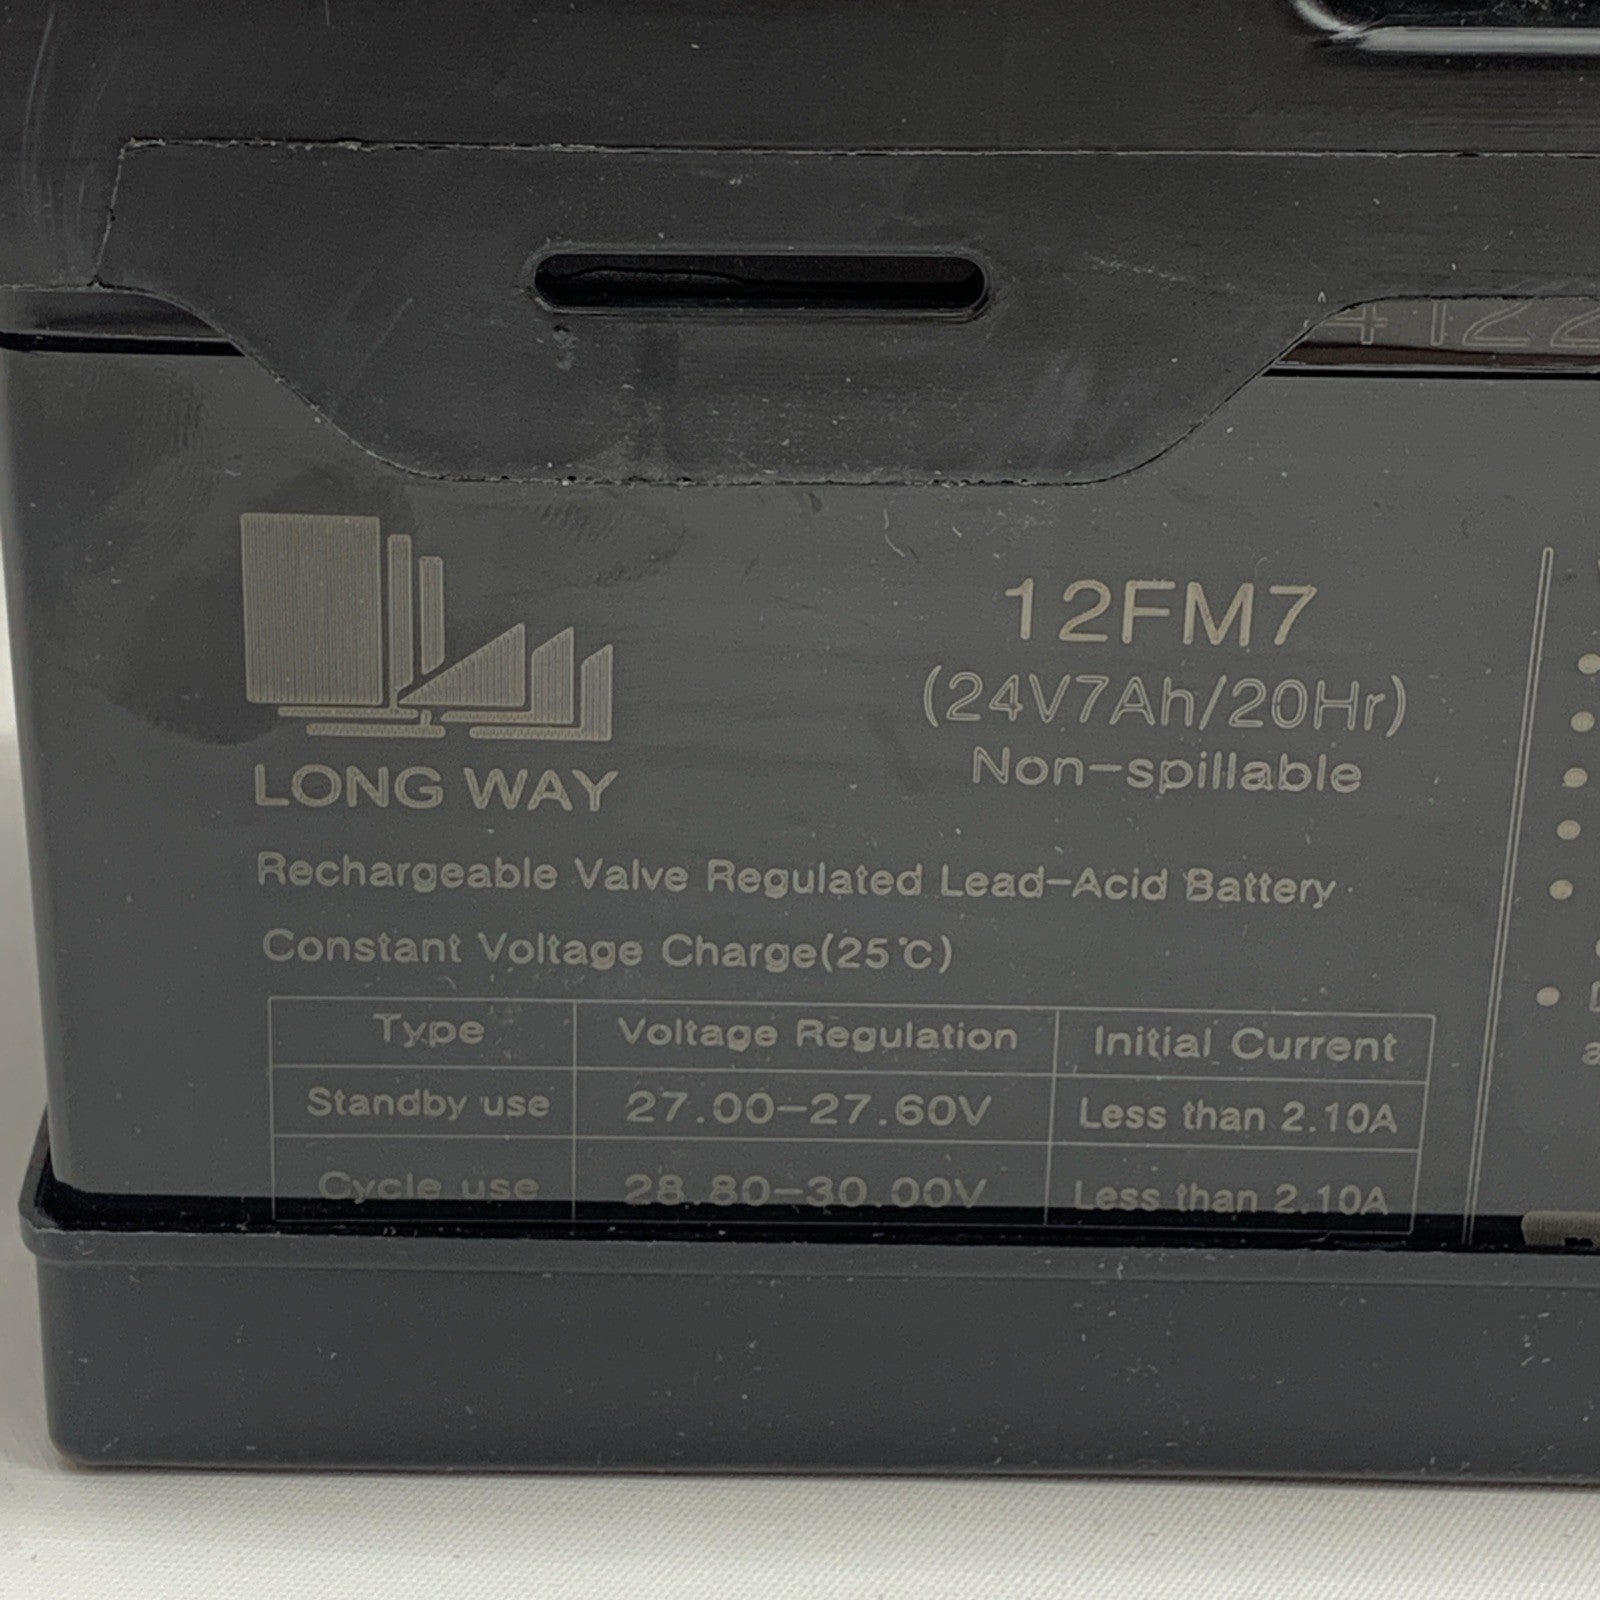 4122
LONG WAY
12FM7
(24V7Ah/20Hr)
Non-spillable
Rechargeable Valve Regulated Lead-Acid Battery
Constant Voltage Charge(25℃)
Type Voltage Regulation Initial Current
Standby use 27.00-27.60V Less than 2.10A
Cycle use 28.80-30.00V Less than 2.10A